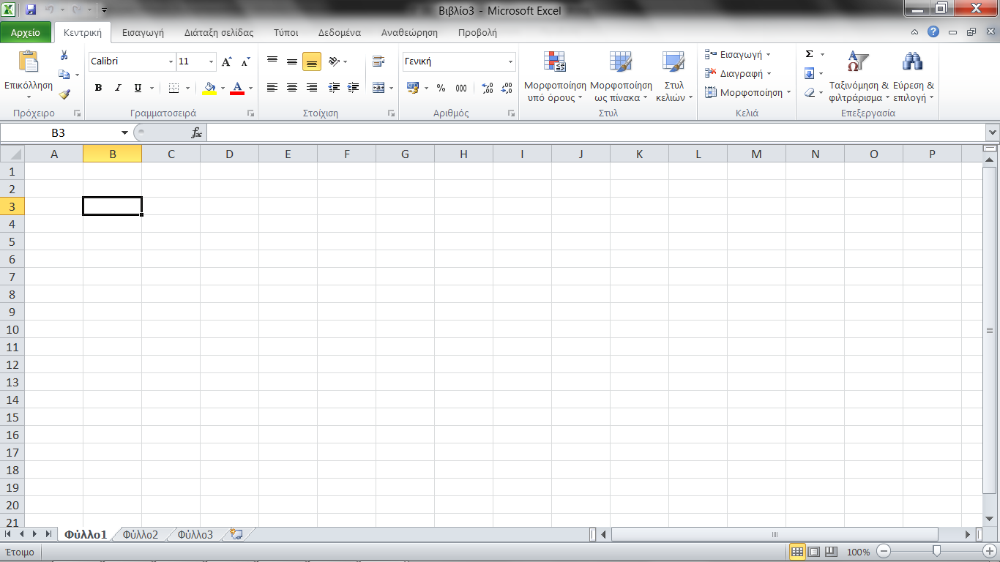 Βιβλίο3 - Microsoft Excel
Αρχείο Κεντρική Εισαγωγή Διάταξη σελίδας Τύποι Δεδομένα Αναθεώρηση Προβολή
Επικόλληση
Calibri 11
B I U
Γενική
% 000
Μορφοποίηση υπό όρους
Μορφοποίηση ως πίνακα
Στυλ κελιών
Εισαγωγή
Διαγραφή
Μορφοποίηση
Σ
Ταξινόμηση & φιλτράρισμα
Εύρεση & επιλογή
Πρόχειρο Γραμματοσειρά Στοίχιση Αριθμός Στυλ Κελιά Επεξεργασία
B3 fx
A B C D E F G H I J K L M N O P
1
2
3
4
5
6
7
8
9
10
11
12
13
14
15
16
17
18
19
20
21
Φύλλο1 Φύλλο2 Φύλλο3
Έτοιμο 100%